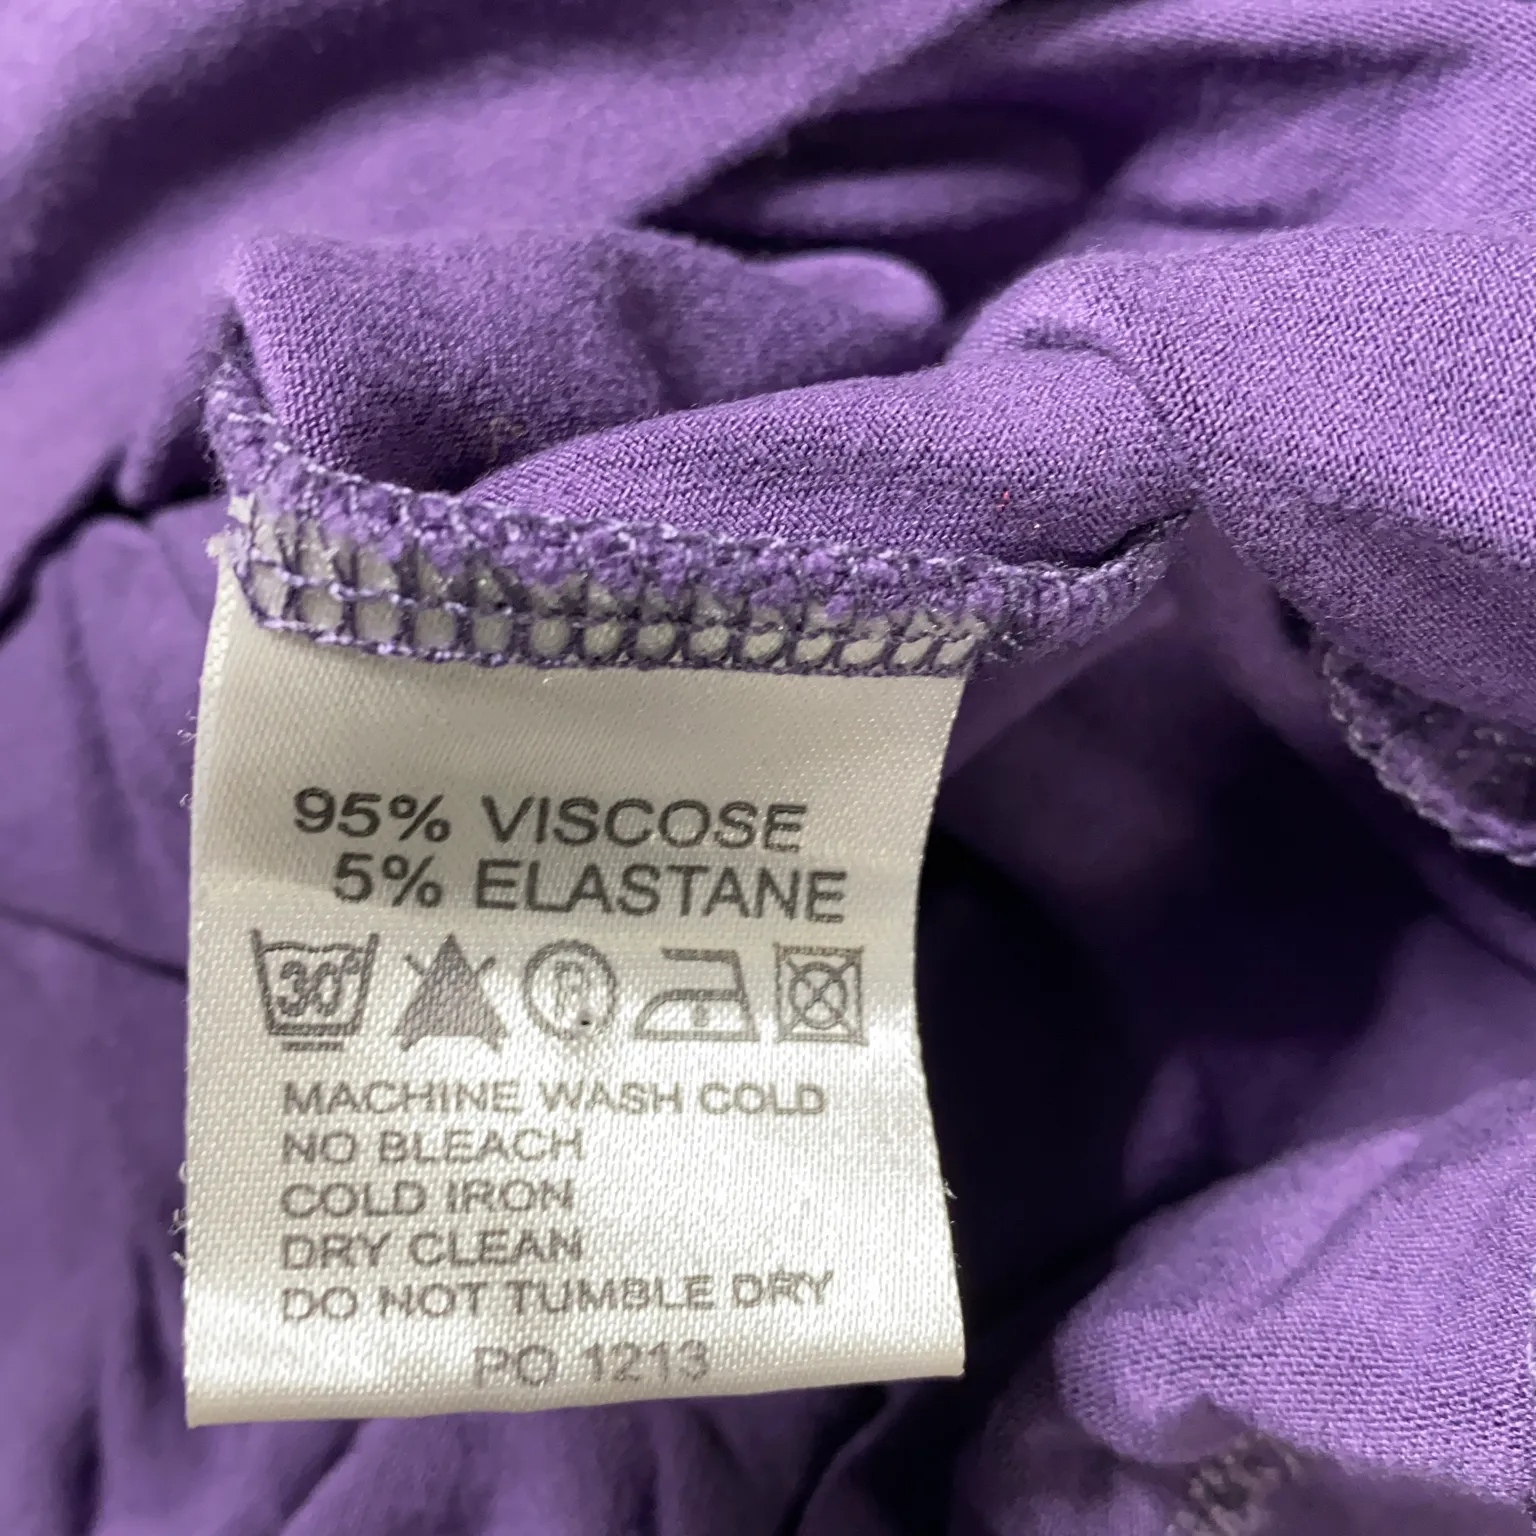 95% VISCOSE
5% ELASTANE
30° P
MACHINE WASH COLD
NO BLEACH
COLD IRON
DRY CLEAN
DO NOT TUMBLE DRY
PO 1213